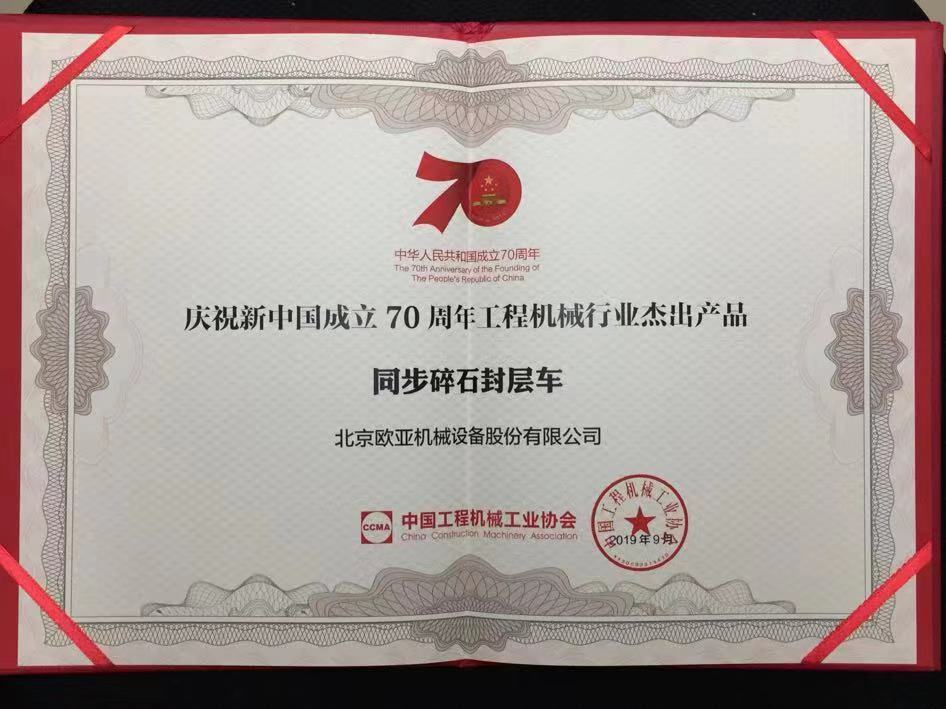 70
中华人民共和国成立70周年
The 70th Anniversary of the Founding of
The People's Republic of China
庆祝新中国成立 70 周年工程机械行业杰出产品
同步碎石封层车
北京欧亚机械设备股份有限公司
CCMA
中国工程机械工业协会
China Construction Machinery Association
中国工程机械工业协会
2019年9月